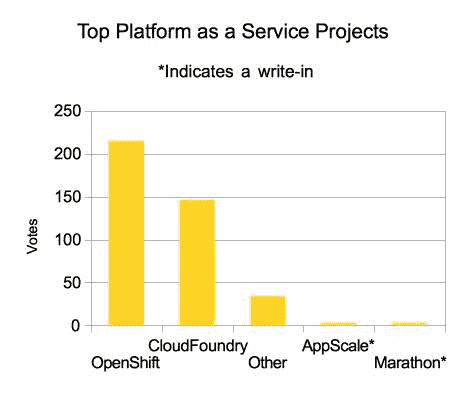 Top Platform as a Service Projects
*Indicates a write-in
250
200
150
100
50
0
Votes
OpenShift
CloudFoundry
Other
AppScale*
Marathon*